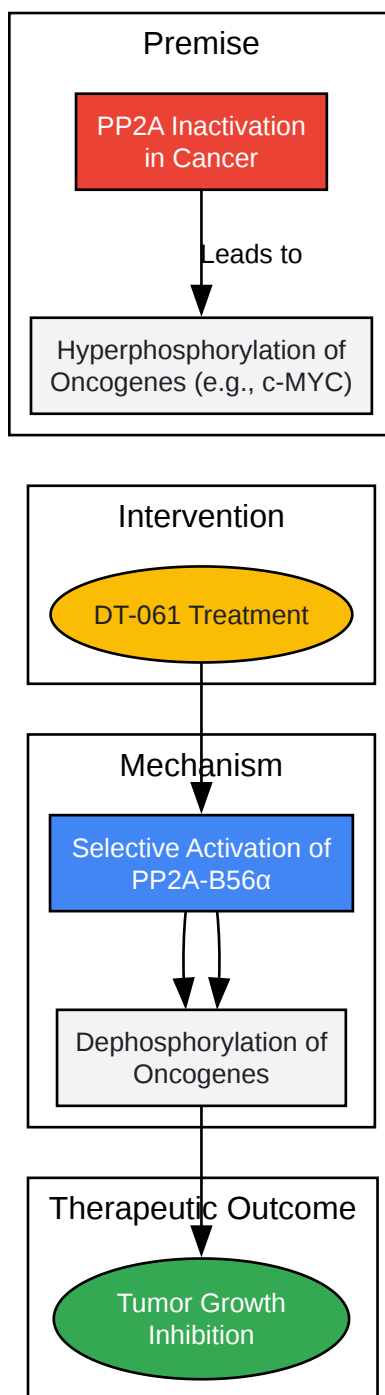 Premise
PP2A Inactivation
in Cancer
Leads to
Hyperphosphorylation of
Oncogenes (e.g., c-MYC)
Intervention
DT-061 Treatment
Mechanism
Selective Activation of
PP2A-B56α
Dephosphorylation of
Oncogenes
Therapeutic Outcome
Tumor Growth
Inhibition